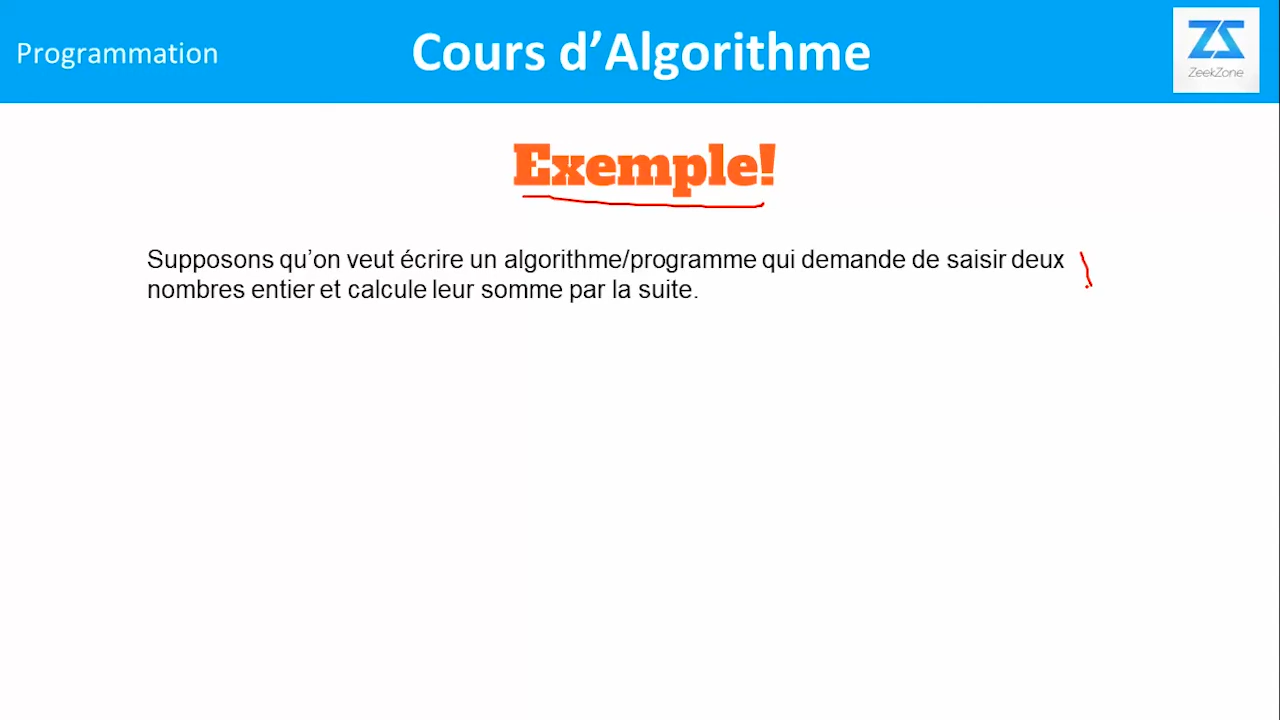 Programmation
Cours d’Algorithme
ZS
ZeekZone
Exemple!
Supposons qu’on veut écrire un algorithme/programme qui demande de saisir deux
nombres entier et calcule leur somme par la suite.